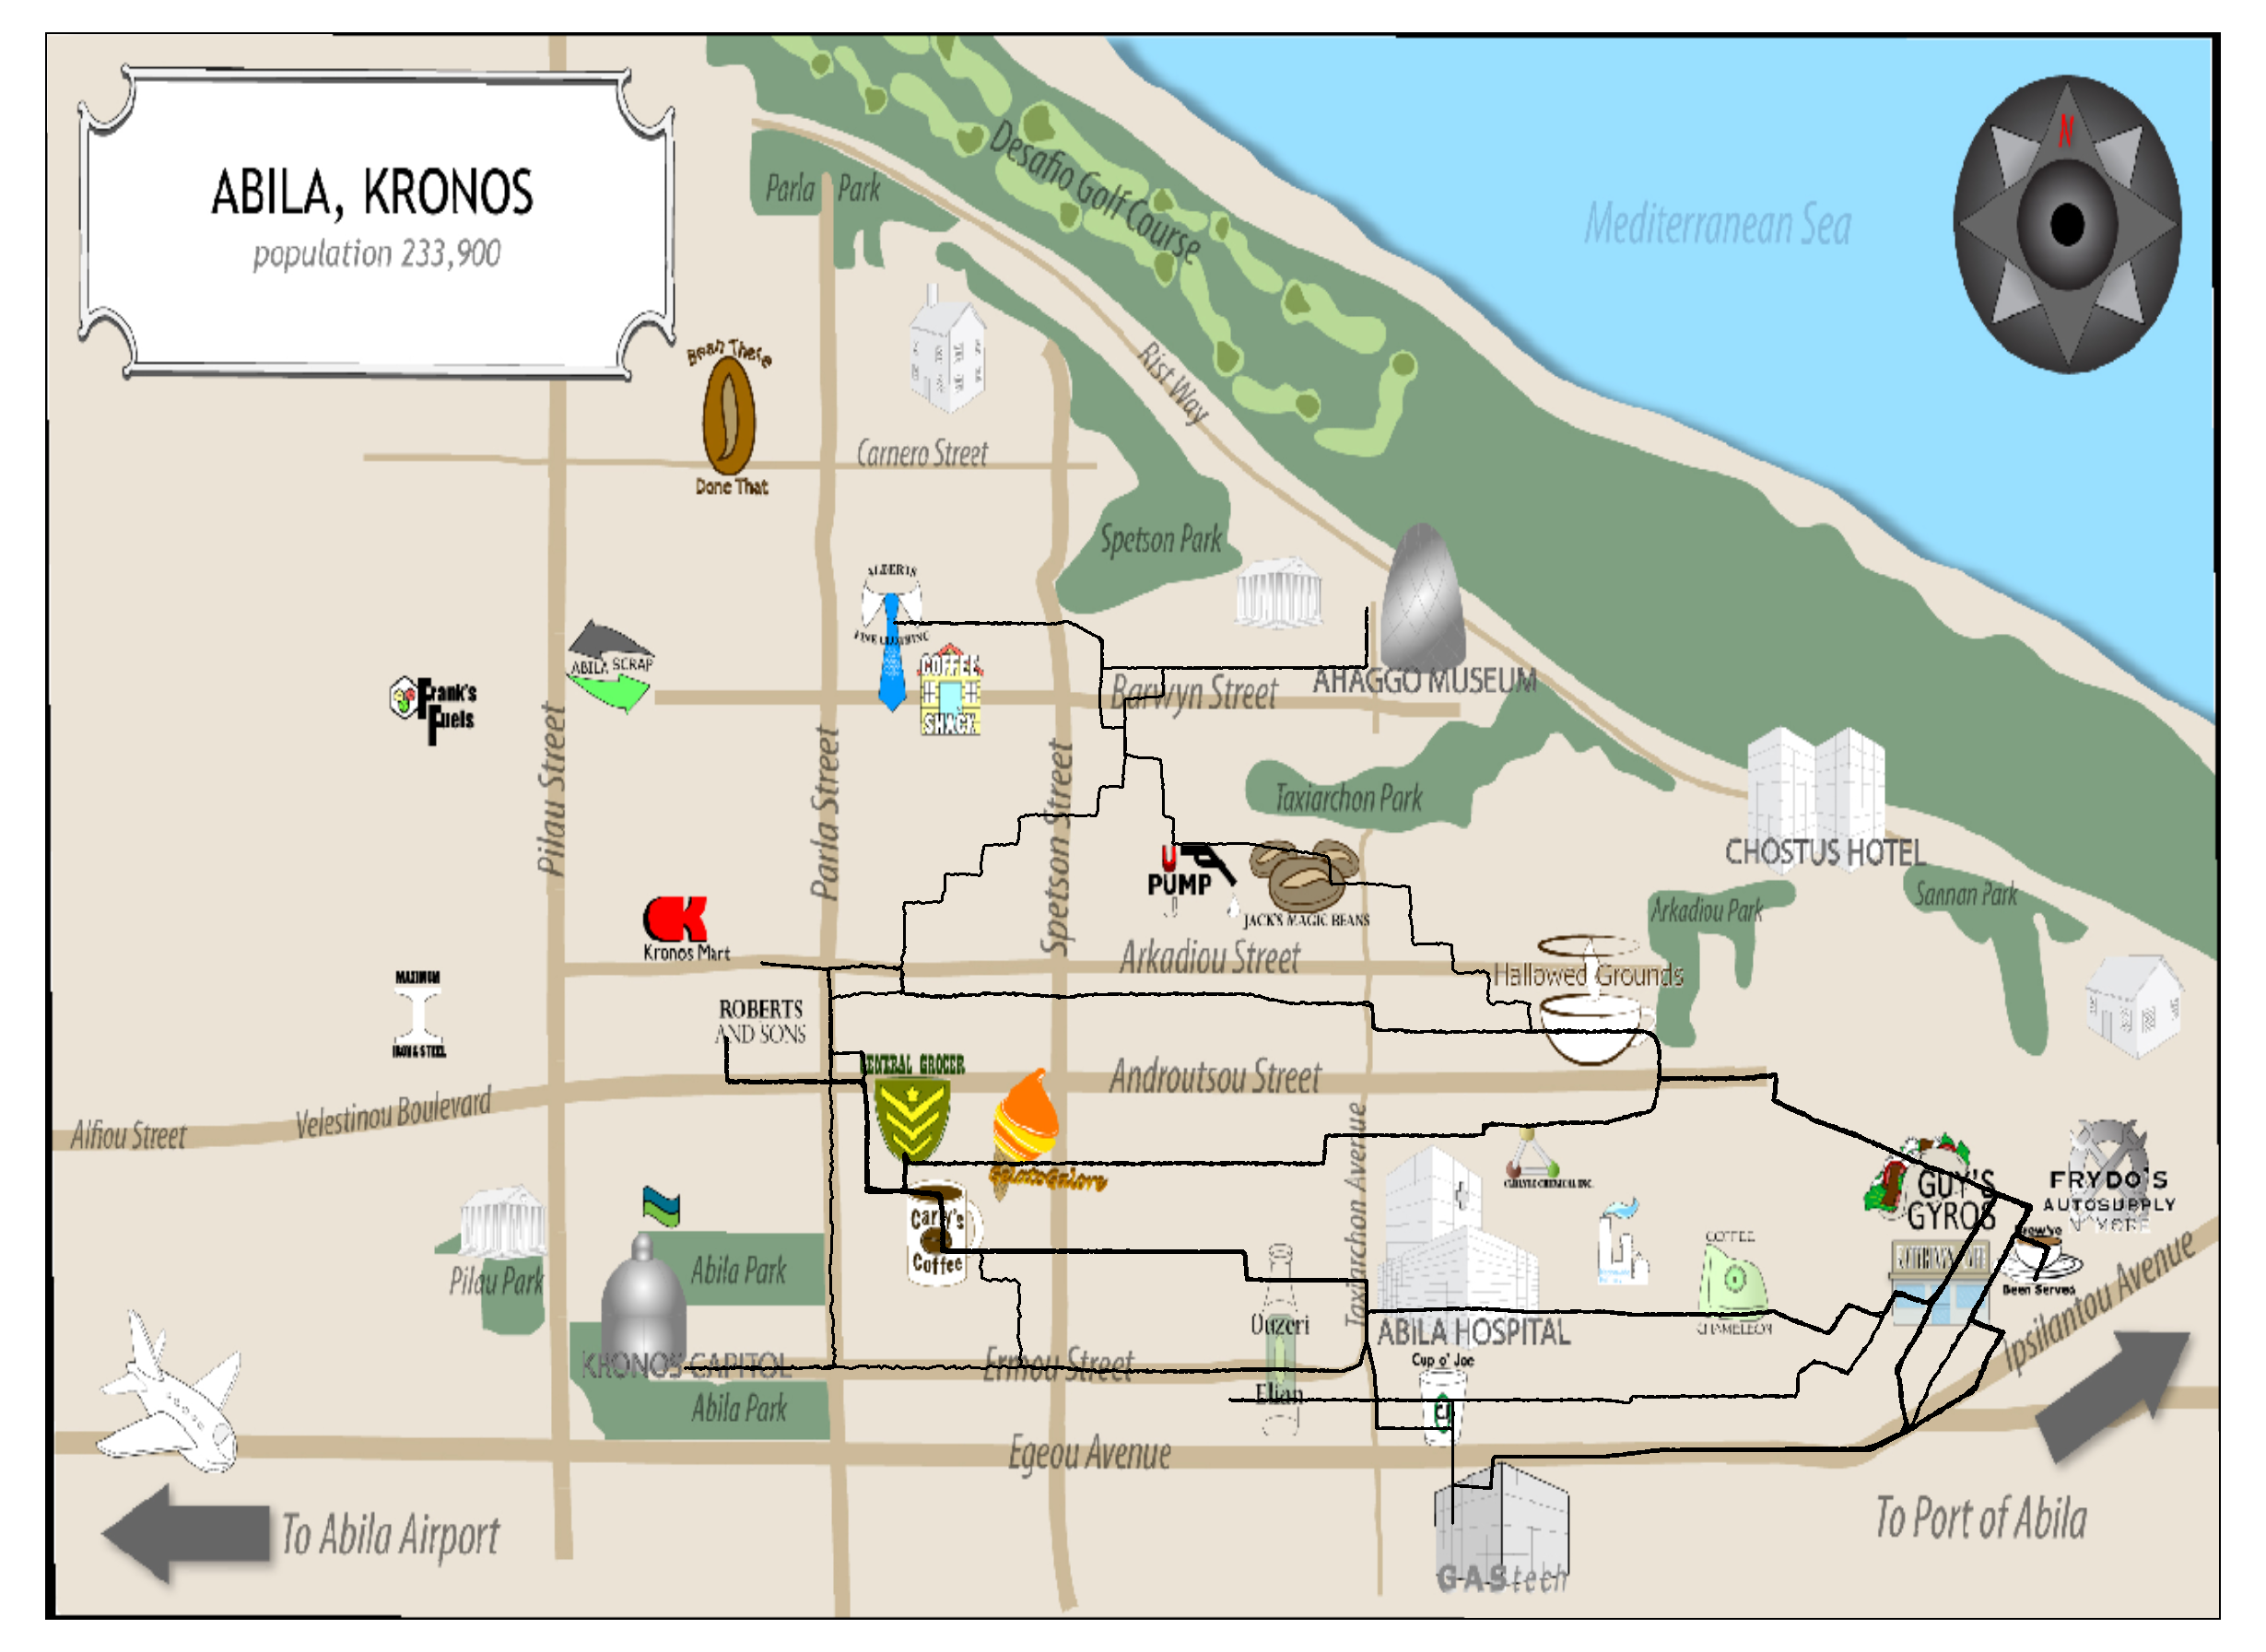 ABILA, KRONOS
population 233,900
N
Mediterranean Sea
Desafio Golf Course
Parla Park
Rist Way
Bean There
Done That
Carnero Street
Spetson Park
ALBERTS
FINE CLOTHING
ABILA SCRAP
COFFEE
SHACK
Frank's
Fuels
Barwyn Street
AHAGGO MUSEUM
Pilau Street
Parla Street
Spetson Street
Taxiarchon Park
CHOSTUS HOTEL
U
PUMP
JACK'S MAGIC BEANS
Arkadiou Park
Sannan Park
Kronos Mart
Arkadiou Street
Hallowed Grounds
MAXIMUM
IRON & STEEL
ROBERTS
AND SONS
GENERAL GROCER
Androutsou Street
Alfiou Street
Velestinou Boulevard
Taxiarchon Avenue
GelatoGalore
GUY'S
GYROS
FRYDO'S
AUTOSUPPLY
'N' MORE
Carly's
Coffee
Abila Park
Pilau Park
COFFEE
CHAMELEON
Brew've
Been Served
Ipsilantou Avenue
Ouzeri
Elian
ABILA HOSPITAL
Cup o' Joe
CJ
KRONOS CAPITOL
Ermou Street
Abila Park
Egeou Avenue
To Abila Airport
GAStech
To Port of Abila